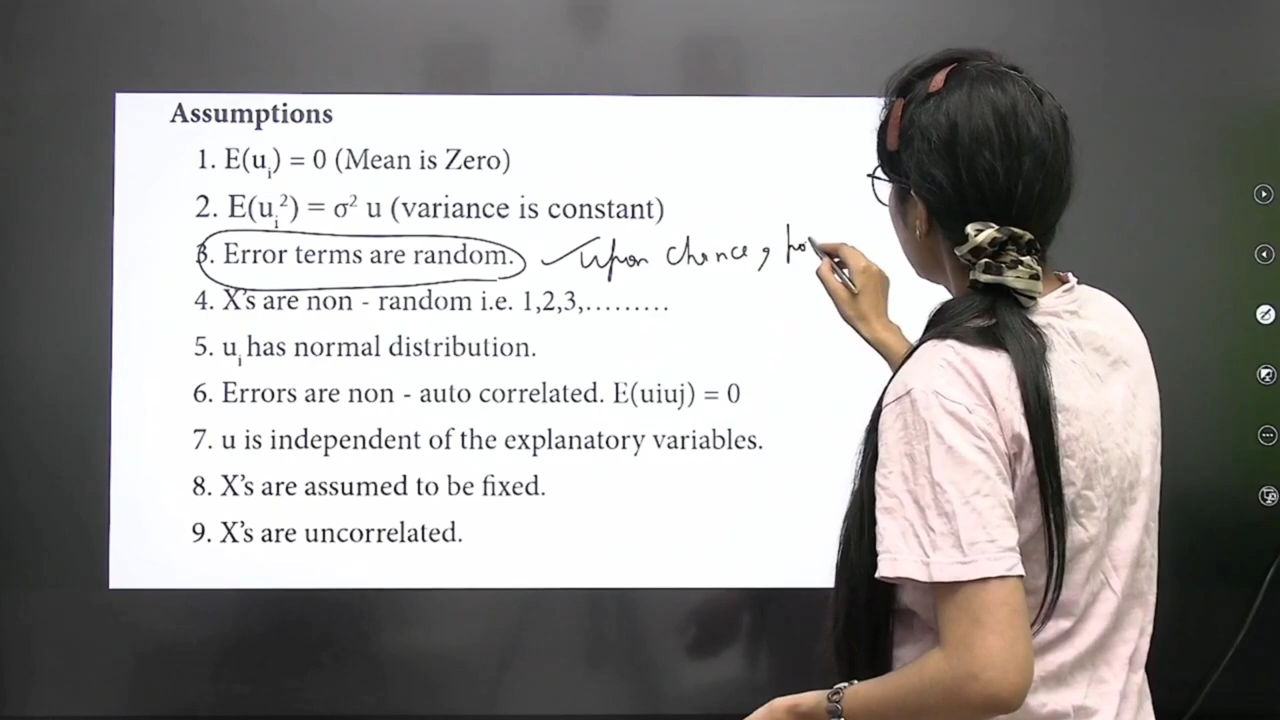 Assumptions
1. E(uᵢ) = 0 (Mean is Zero)
2. E(uᵢ²) = σ² u (variance is constant)
3. Error terms are random. upon chance,
4. X's are non - random i.e. 1,2,3,.........
5. uᵢ has normal distribution.
6. Errors are non - auto correlated. E(uiuj) = 0
7. u is independent of the explanatory variables.
8. X's are assumed to be fixed.
9. X's are uncorrelated.